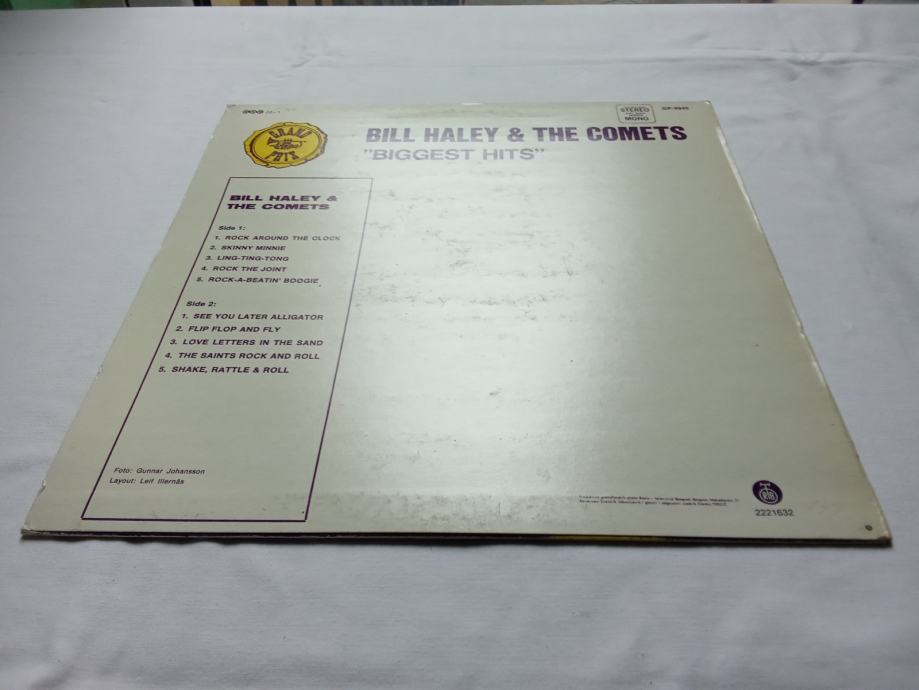 STEREO
MONO
GRAND
PRIX
BILL HALEY & THE COMETS
"BIGGEST HITS"
BILL HALEY &
THE COMETS
Side 1:
1. ROCK AROUND THE CLOCK
2. SKINNY MINNIE
3. LING-TING-TONG
4. ROCK THE JOINT
5. ROCK-A-BEATIN' BOOGIE
Side 2:
1. SEE YOU LATER ALLIGATOR
2. FLIP FLOP AND FLY
3. LOVE LETTERS IN THE SAND
4. THE SAINTS ROCK AND ROLL
5. SHAKE, RATTLE & ROLL
Foto: Gunnar Johansson
Layout: Leif Illernås
RTB
2221632